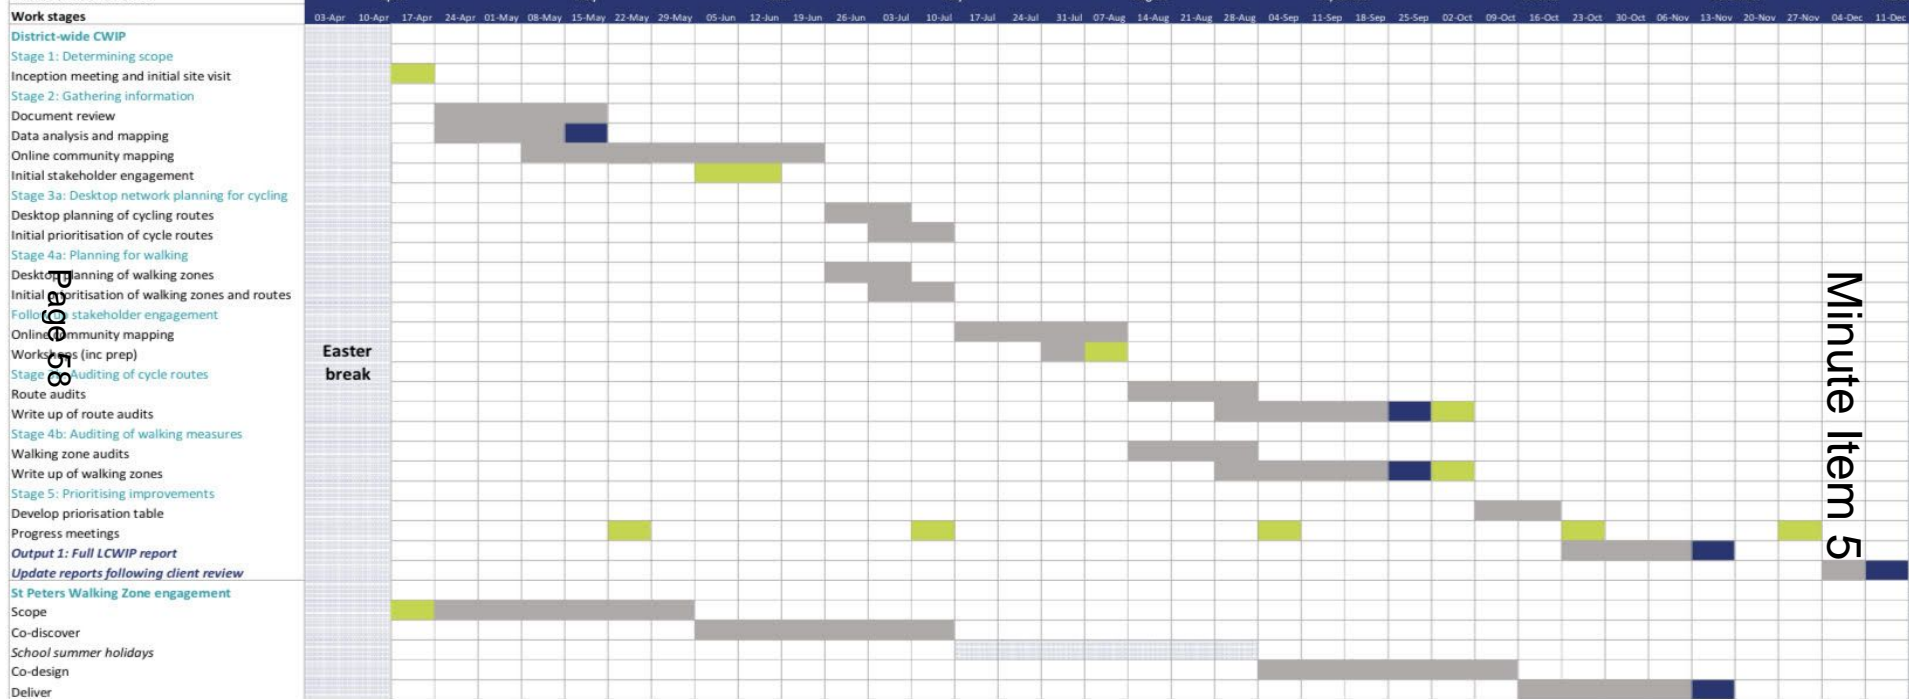 Work stages
03-Apr 10-Apr 17-Apr 24-Apr 01-May 08-May 15-May 22-May 29-May 05-Jun 12-Jun 19-Jun 26-Jun 03-Jul 10-Jul 17-Jul 24-Jul 31-Jul 07-Aug 14-Aug 21-Aug 28-Aug 04-Sep 11-Sep 18-Sep 25-Sep 02-Oct 09-Oct 16-Oct 23-Oct 30-Oct 06-Nov 13-Nov 20-Nov 27-Nov 04-Dec 11-Dec
District-wide CWIP
Stage 1: Determining scope
Inception meeting and initial site visit
Stage 2: Gathering information
Document review
Data analysis and mapping
Online community mapping
Initial stakeholder engagement
Stage 3a: Desktop network planning for cycling
Desktop planning of cycling routes
Initial prioritisation of cycle routes
Stage 4a: Planning for walking
Desktop planning of walking zones
Initial prioritisation of walking zones and routes
Follow up stakeholder engagement
Online community mapping
Workshops (inc prep)
Easter
break
Stage Auditing of cycle routes
Route audits
Write up of route audits
Stage 4b: Auditing of walking measures
Walking zone audits
Write up of walking zones
Stage 5: Prioritising improvements
Develop priorisation table
Progress meetings
Output 1: Full LCWIP report
Update reports following client review
St Peters Walking Zone engagement
Scope
Co-discover
School summer holidays
Co-design
Deliver
Page 58
Minute Item 5